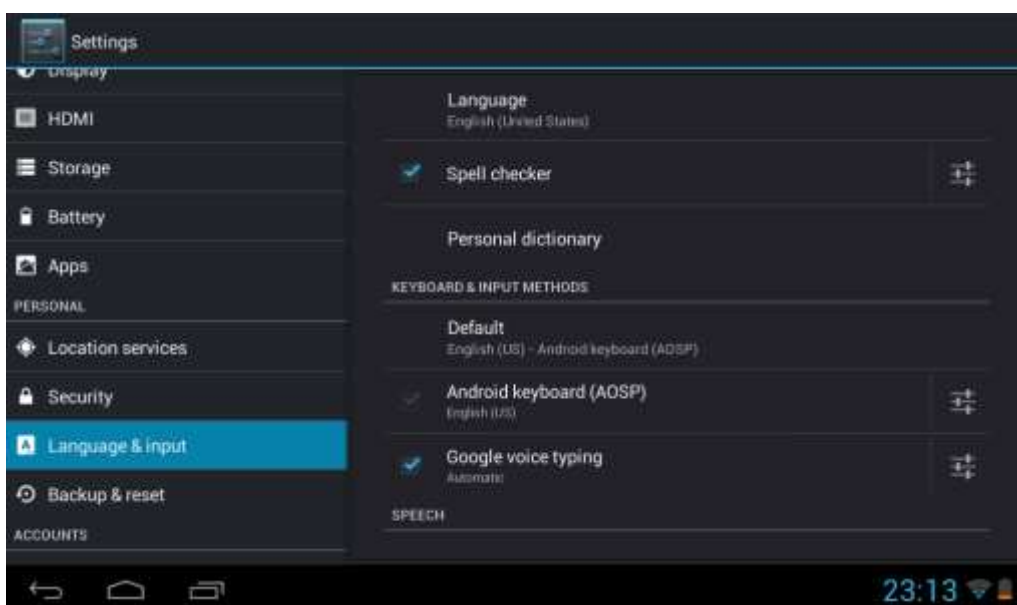 Settings
Display
HDMI
Storage
Battery
Apps
PERSONAL
Location services
Security
Language & input
Backup & reset
ACCOUNTS
Language
English (United States)
Spell checker
Personal dictionary
KEYBOARD & INPUT METHODS
Default
English (US) - Android keyboard (AOSP)
Android keyboard (AOSP)
English (US)
Google voice typing
Automatic
SPEECH
23:13